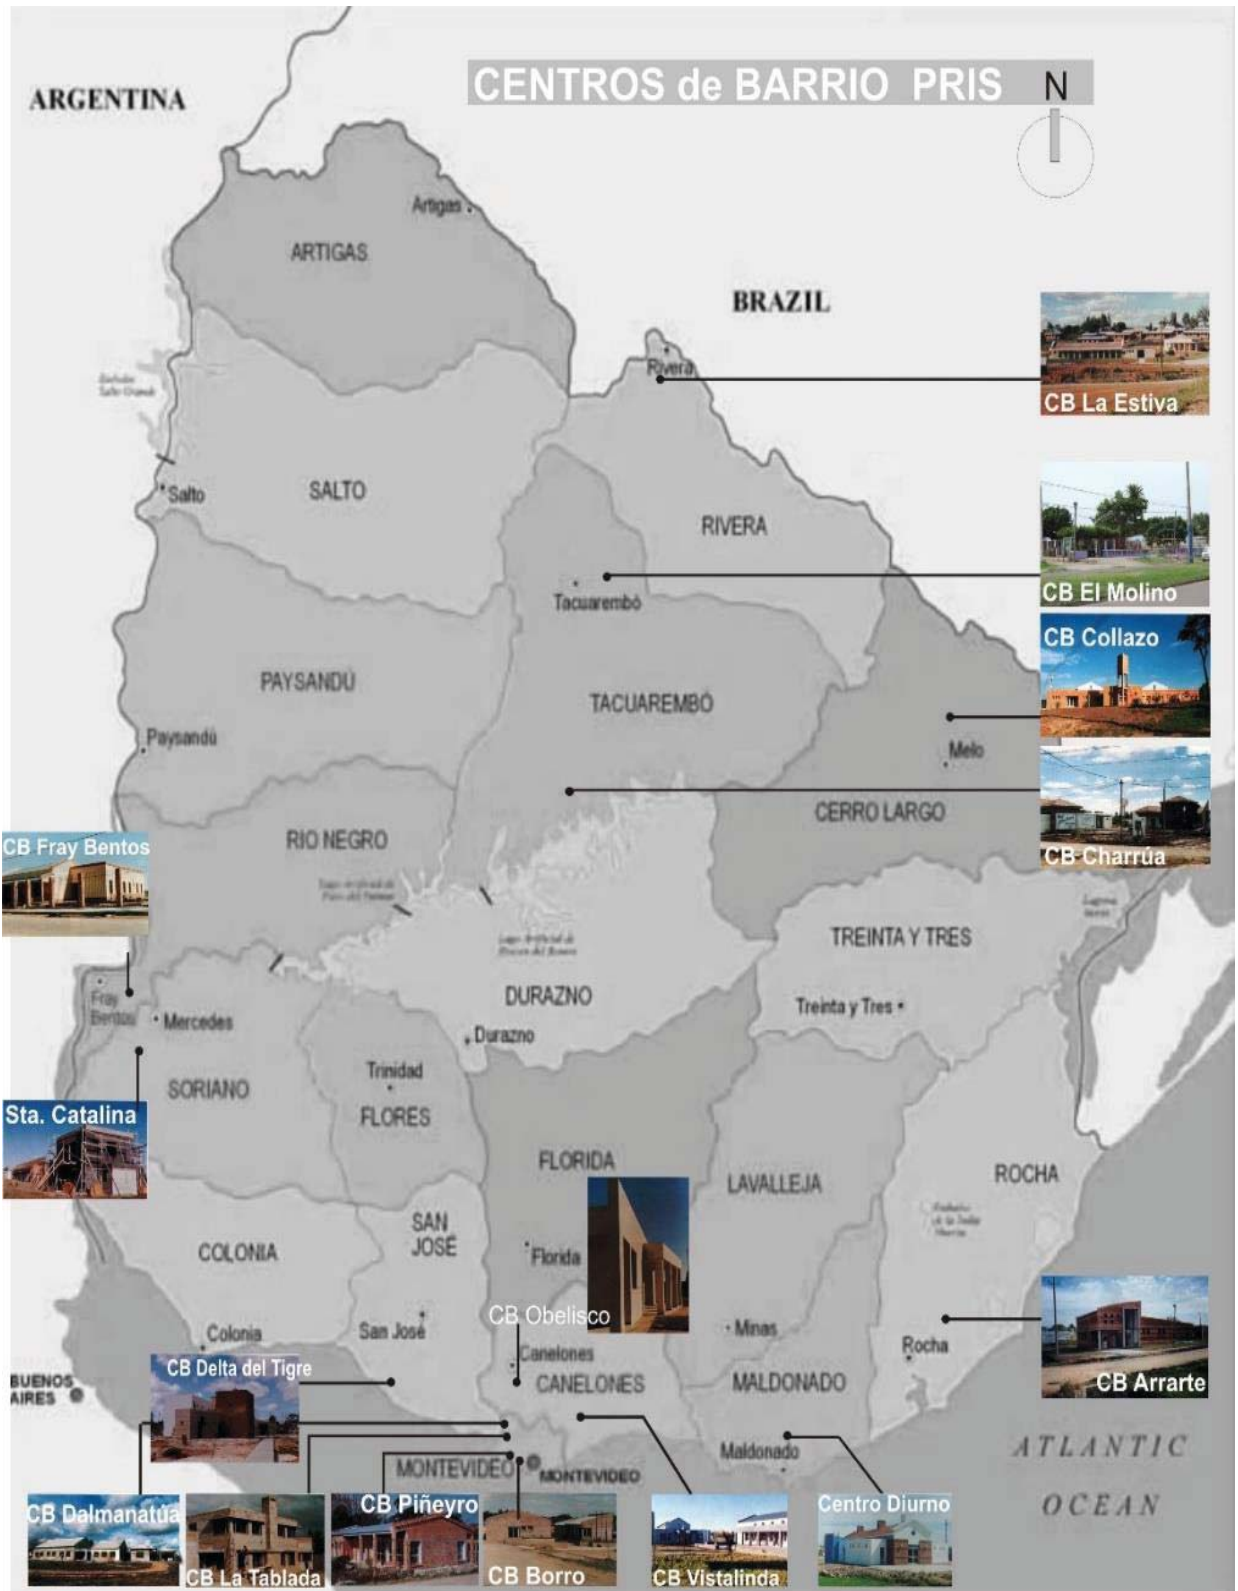 CENTROS de BARRIO PRIS
N
ARGENTINA
Artigas
ARTIGAS
BRAZIL
Rivera
CB La Estiva
Salto
SALTO
RIVERA
CB El Molino
Tacuarembó
CB Collazo
PAYSANDÚ
TACUAREMBÓ
Paysandú
Melo
CERRO LARGO
CB Charrúa
RIO NEGRO
CB Fray Bentos
TREINTA Y TRES
DURAZNO
Fray
Bentos
Mercedes
Treinta y Tres
Durazno
Trinidad
SORIANO
FLORES
Sta. Catalina
FLORIDA
LAVALLEJA
ROCHA
SAN
JOSÉ
COLONIA
Florida
CB Obelisco
San José
Minas
Colonia
Canelones
Rocha
CB Delta del Tigre
CANELONES
MALDONADO
CB Arrarte
BUENOS
AIRES
Maldonado
ATLANTIC
OCEAN
MONTEVIDEO
MONTEVIDEO
CB Dalmanatúa
CB La Tablada
CB Piñeyro
CB Borro
CB Vistalinda
Centro Diurno